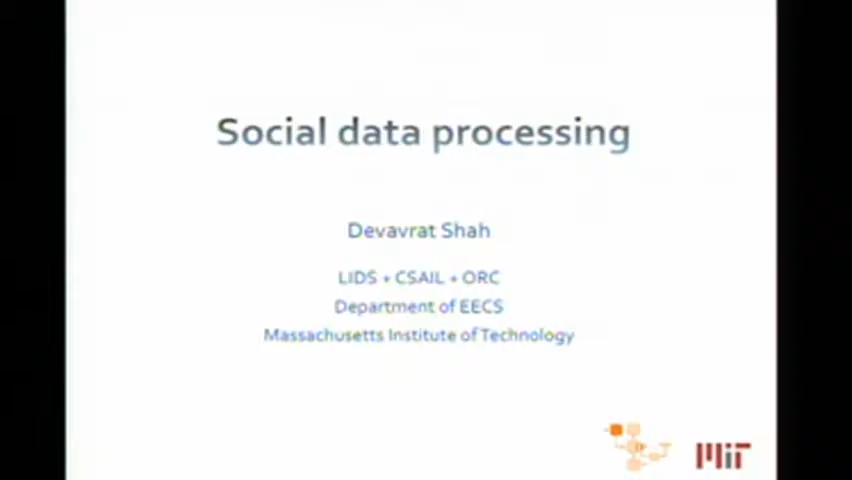 Social data processing
Devavrat Shah
LIDS + CSAIL + ORC
Department of EECS
Massachusetts Institute of Technology
MIT